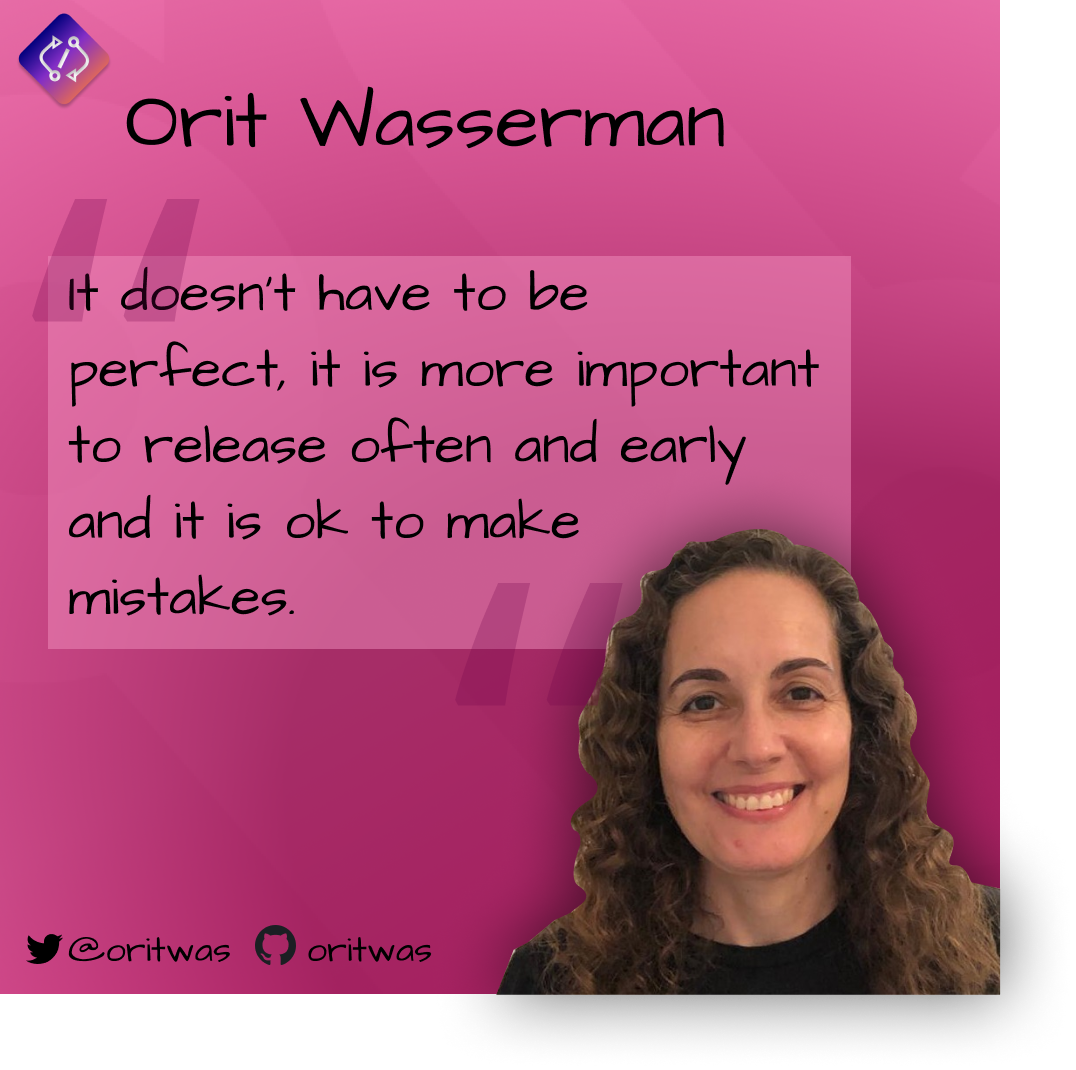 Orit Wasserman
"
It doesn't have to be
perfect, it is more important
to release often and early
and it is ok to make
mistakes.
"
@oritwas oritwas